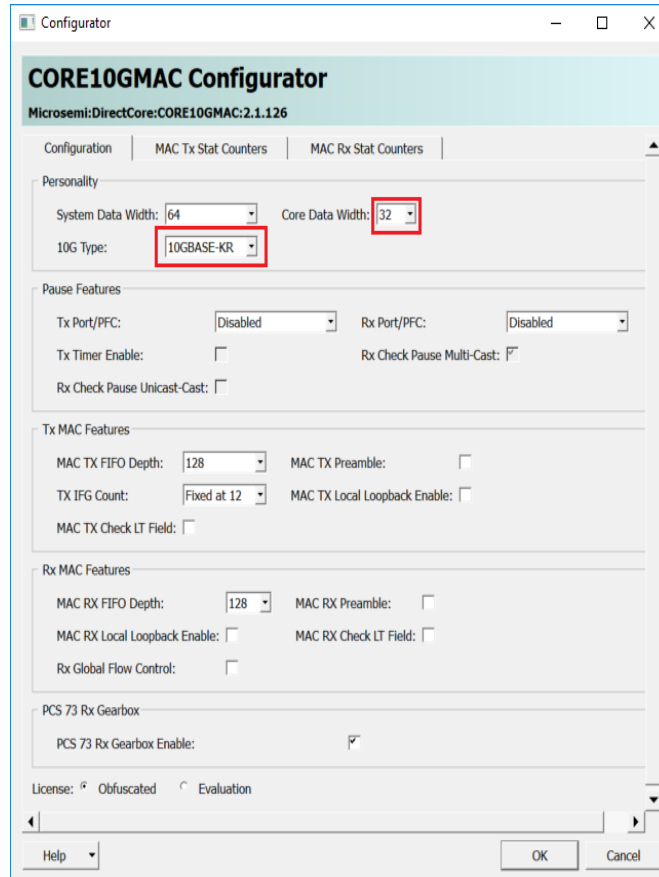 Configurator
CORE10GMAC Configurator
Microsemi:DirectCore:CORE10GMAC:2.1.126
Configuration MAC Tx Stat Counters MAC Rx Stat Counters
Personality
System Data Width: 64 Core Data Width: 32
10G Type: 10GBASE-KR
Pause Features
Tx Port/PFC: Disabled Rx Port/PFC: Disabled
Tx Timer Enable: Rx Check Pause Multi-Cast:
Rx Check Pause Unicast-Cast:
Tx MAC Features
MAC TX FIFO Depth: 128 MAC TX Preamble:
TX IFG Count: Fixed at 12 MAC TX Local Loopback Enable:
MAC TX Check LT Field:
Rx MAC Features
MAC RX FIFO Depth: 128 MAC RX Preamble:
MAC RX Local Loopback Enable: MAC RX Check LT Field:
Rx Global Flow Control:
PCS 73 Rx Gearbox
PCS 73 Rx Gearbox Enable:
License: Obfuscated Evaluation
Help OK Cancel